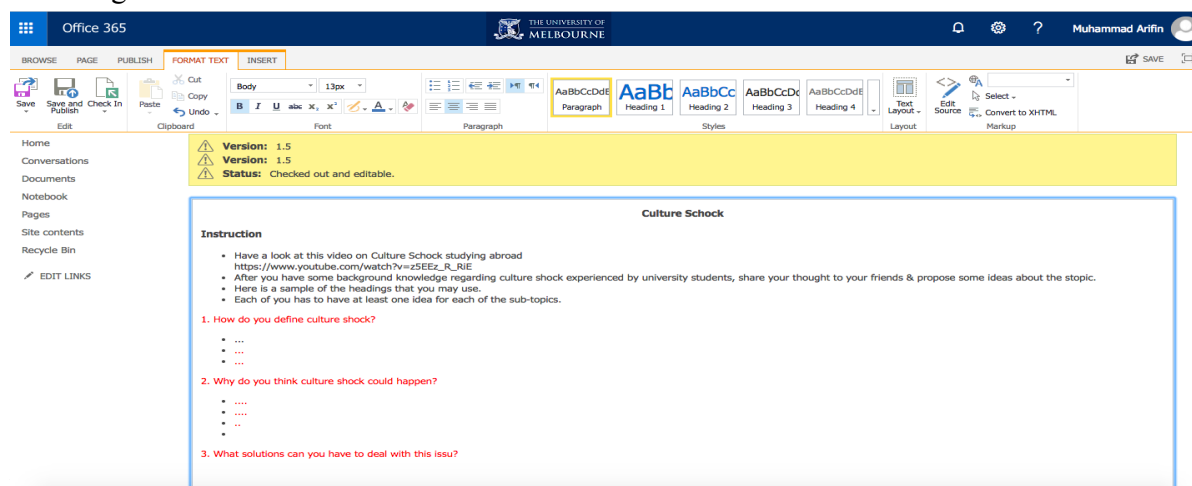 Office 365
THE UNIVERSITY OF
MELBOURNE
?
Muhammad Arifin
BROWSE PAGE PUBLISH FORMAT TEXT INSERT
SAVE
Save
Save and Publish
Check In
Edit
Paste
Cut
Copy
Undo
Clipboard
Body 13px
B I U abc x₂ x² A
Font
Paragraph
AaBbCcDdE
Paragraph
AaBb
Heading 1
AaBbCc
Heading 2
AaBbCcDc
Heading 3
AaBbCcDdE
Heading 4
Styles
Text Layout
Layout
Edit Source
Select
Convert to XHTML
Markup
Home
Conversations
Documents
Notebook
Pages
Site contents
Recycle Bin
EDIT LINKS
Version: 1.5
Version: 1.5
Status: Checked out and editable.
Culture Schock
Instruction
• Have a look at this video on Culture Schock studying abroad
https://www.youtube.com/watch?v=z5EEz_R_RiE
• After you have some background knowledge regarding culture shock experienced by university students, share your thought to your friends & propose some ideas about the stopic.
• Here is a sample of the headings that you may use.
• Each of you has to have at least one idea for each of the sub-topics.
1. How do you define culture shock?
• ...
• ...
• ...
2. Why do you think culture shock could happen?
• ....
• ....
• ..
•
3. What solutions can you have to deal with this issu?